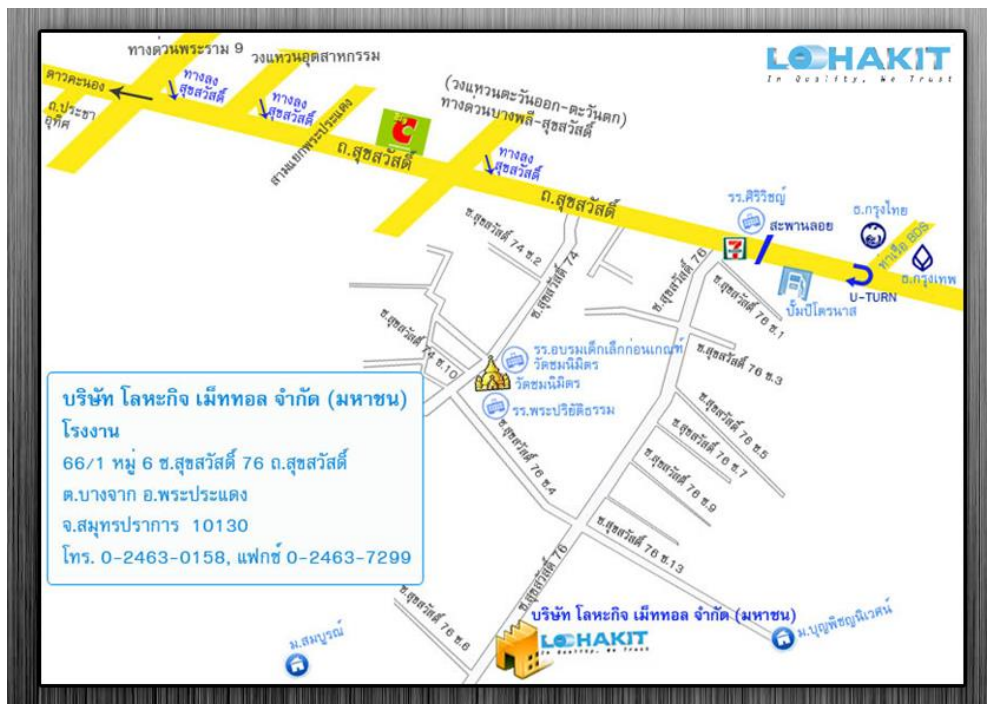 ทางด่วนพระราม 9
วงแหวนอุตสาหกรรม
LOHAKIT
In Quality, We Trust
ดาวคะนอง
ทางลง
สุขสวัสดิ์
ถ.ประชา
อุทิศ
ทางลง
สุขสวัสดิ์
สามแยกพระประแดง
(วงแหวนตะวันออก-ตะวันตก)
ทางด่วนบางพลี-สุขสวัสดิ์
Big
C
ถ.สุขสวัสดิ์
ทางลง
สุขสวัสดิ์
ถ.สุขสวัสดิ์
รร.ศิริวิชญ์
สะพานลอย
ธ.กรุงไทย
ท่าเรือ BDS.
ธ.กรุงเทพ
7
U-TURN
ปั๊มปิโตรนาส
ซ.สุขสวัสดิ์ 74 ซ.2
ซ.สุขสวัสดิ์ 74
ซ.สุขสวัสดิ์ 76
ซ.สุขสวัสดิ์ 76 ซ.1
ซ.สุขสวัสดิ์ 74 ซ.10
รร.อบรมเด็กเล็กก่อนเกณฑ์
วัดชมนิมิตร
วัดชมนิมิตร
รร.พระปริยัติธรรม
ซ.สุขสวัสดิ์ 76 ซ.3
ซ.สุขสวัสดิ์ 76 ซ.5
ซ.สุขสวัสดิ์ 76 ซ.7
ซ.สุขสวัสดิ์ 76 ซ.9
ซ.สุขสวัสดิ์ 76 ซ.4
ซ.สุขสวัสดิ์ 76 ซ.13
บริษัท โลหะกิจ เม็ททอล จำกัด (มหาชน)
โรงงาน
66/1 หมู่ 6 ซ.สุขสวัสดิ์ 76 ถ.สุขสวัสดิ์
ต.บางจาก อ.พระประแดง
จ.สมุทรปราการ 10130
โทร. 0-2463-0158, แฟกซ์ 0-2463-7299
ซ.สุขสวัสดิ์ 76
ซ.สุขสวัสดิ์ 76 ซ.6
บริษัท โลหะกิจ เม็ททอล จำกัด (มหาชน)
LOHAKIT
In Quality, We Trust
ม.สมบูรณ์
ม.บุญพิชญนิเวศน์